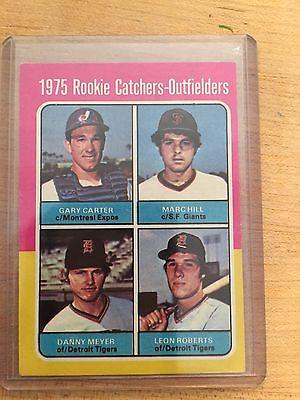 1975 Rookie Catchers-Outfielders
GARY CARTER
c/Montreal Expos
MARC HILL
c/S.F. Giants
DANNY MEYER
of/Detroit Tigers
LEON ROBERTS
of/Detroit Tigers